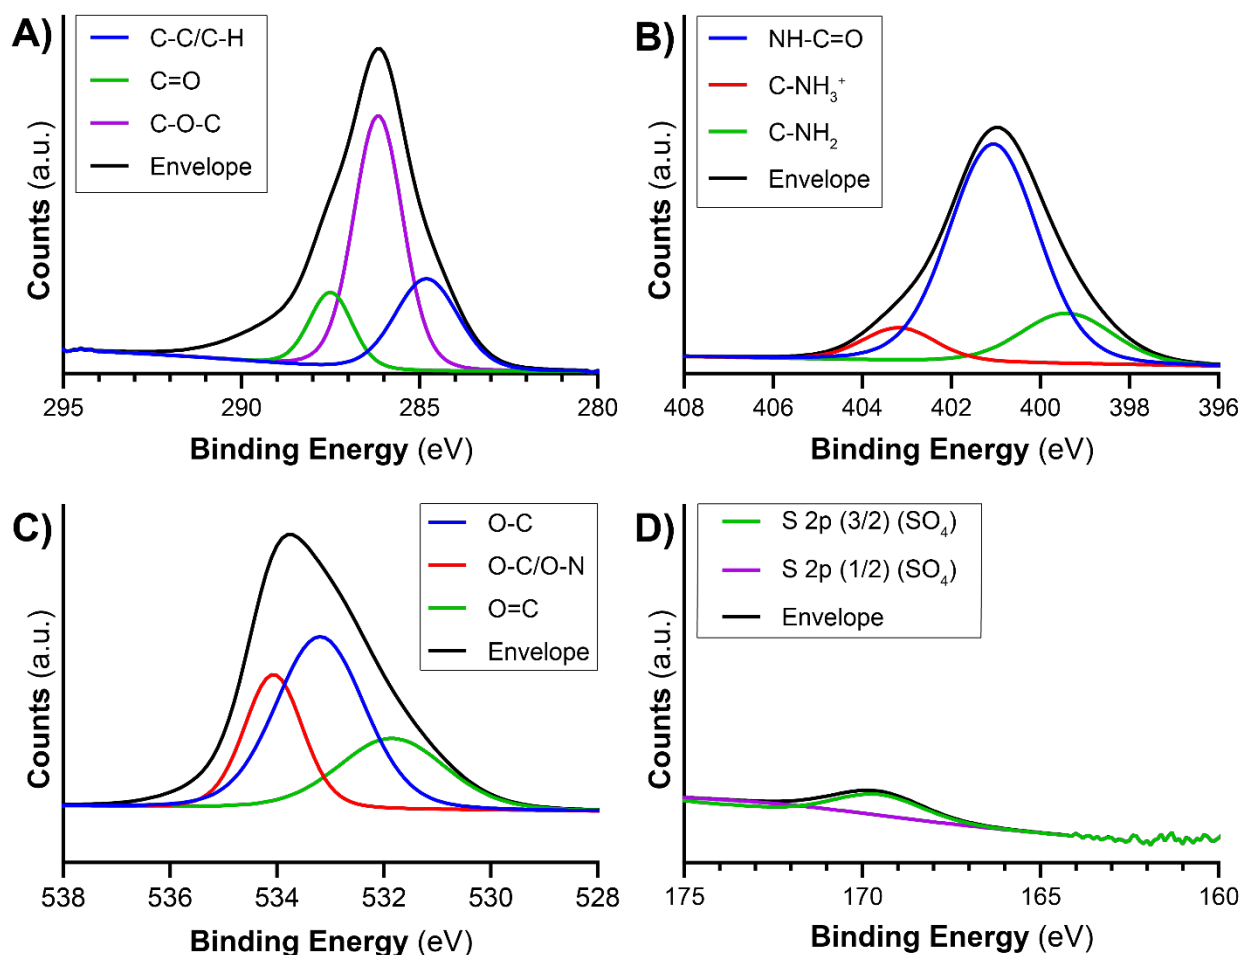 A)
C-C/C-H
C=O
C-O-C
Envelope
Counts (a.u.)
295 290 285 280
Binding Energy (eV)
B)
NH-C=O
C-NH₃⁺
C-NH₂
Envelope
Counts (a.u.)
408 406 404 402 400 398 396
Binding Energy (eV)
C)
O-C
O-C/O-N
O=C
Envelope
Counts (a.u.)
538 536 534 532 530 528
Binding Energy (eV)
D)
S 2p (3/2) (SO₄)
S 2p (1/2) (SO₄)
Envelope
Counts (a.u.)
175 170 165 160
Binding Energy (eV)